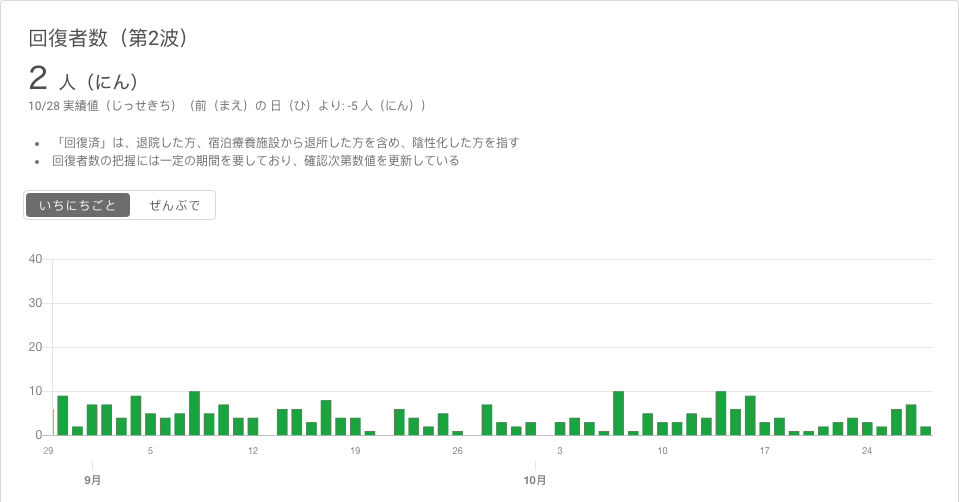 回復者数（第2波）
2 人（にん）
10/28 実績値（じっせきち）（前（まえ）の 日（ひ）より: -5 人（にん））
• 「回復済」は、退院した方、宿泊療養施設から退所した方を含め、陰性化した方を指す
• 回復者数の把握には一定の期間を要しており、確認次第数値を更新している
いちにちごと ぜんぶで
40
30
20
10
0
29 5 12 19 26 3 10 17 24
9月 10月